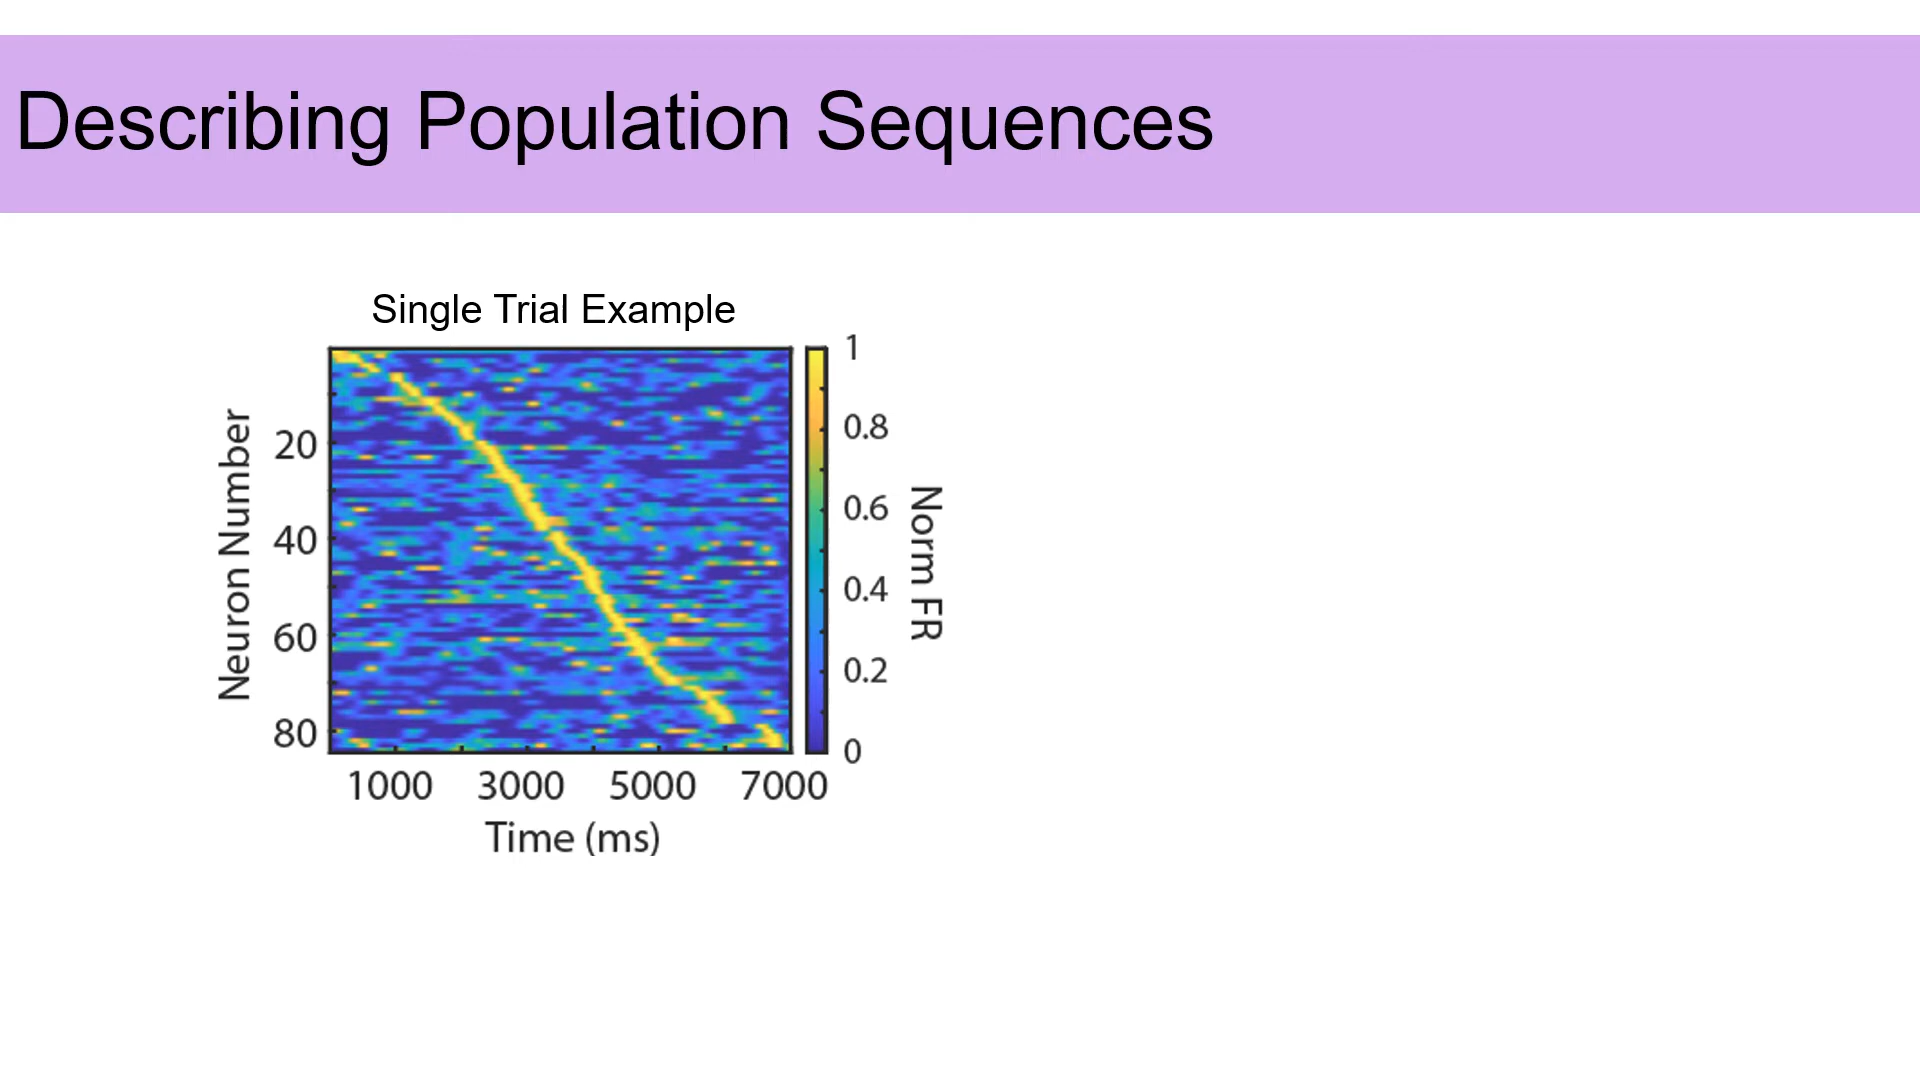 Describing Population Sequences
Single Trial Example
Neuron Number
20
40
60
80
1000 3000 5000 7000
Time (ms)
1
0.8
0.6
0.4
0.2
0
Norm FR